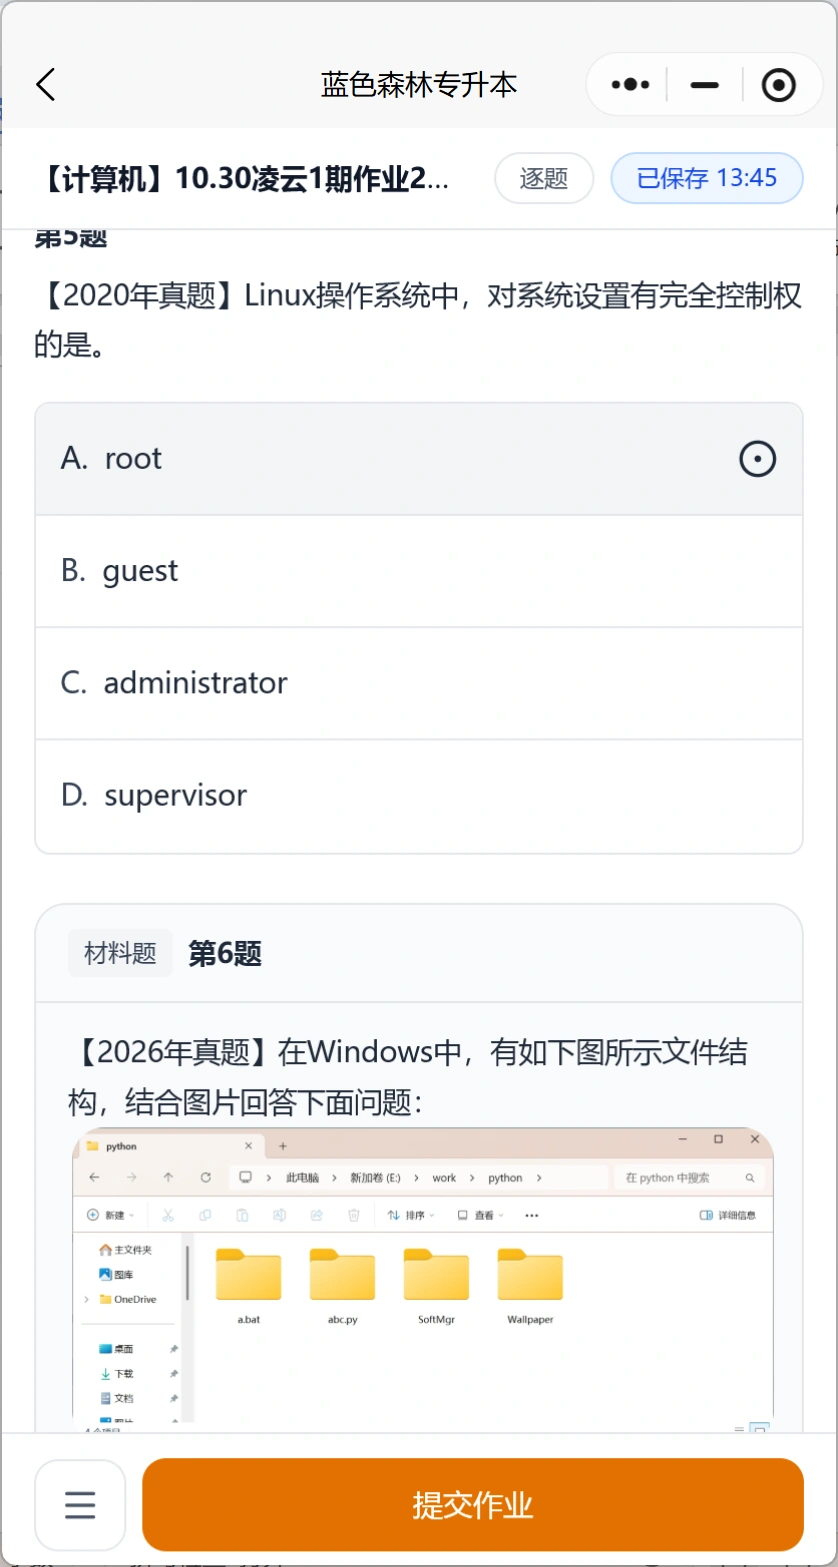 蓝色森林专升本
【计算机】10.30凌云1期作业2...
逐题
已保存 13:45
第5题
【2020年真题】Linux操作系统中，对系统设置有完全控制权
的是。
A. root
B. guest
C. administrator
D. supervisor
材料题 第6题
【2026年真题】在Windows中，有如下图所示文件结
构，结合图片回答下面问题：
python
此电脑 > 新加卷 (E:) > work > python >
在 python 中搜索
新建
排序
查看
详细信息
主文件夹
图库
OneDrive
a.bat
abc.py
SoftMgr
Wallpaper
桌面
下载
文档
提交作业